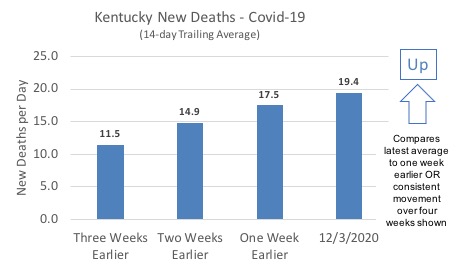 Kentucky New Deaths - Covid-19
(14-day Trailing Average)
New Deaths per Day
25.0
20.0
15.0
10.0
5.0
0.0
11.5
14.9
17.5
19.4
Three Weeks
Earlier
Two Weeks
Earlier
One Week
Earlier
12/3/2020
Up
Compares
latest average
to one week
earlier OR
consistent
movement
over four
weeks shown